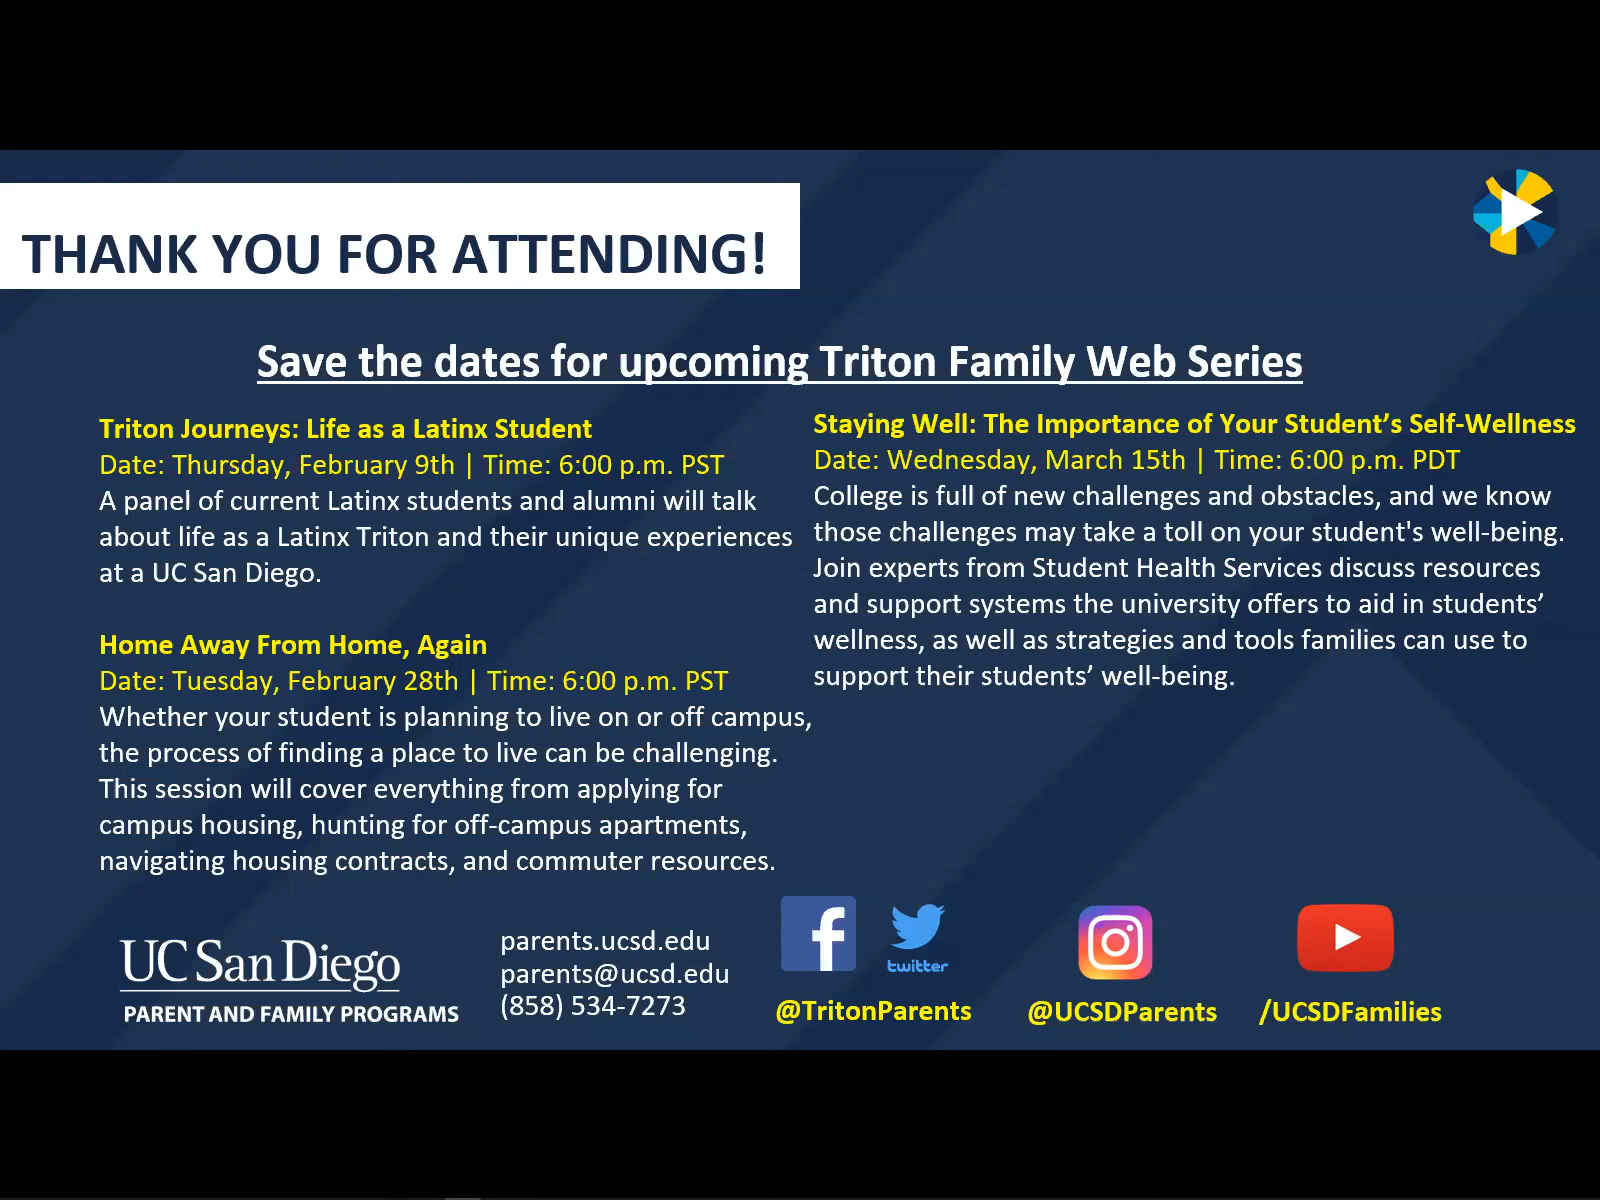 THANK YOU FOR ATTENDING!
Save the dates for upcoming Triton Family Web Series
Triton Journeys: Life as a Latinx Student
Date: Thursday, February 9th | Time: 6:00 p.m. PST
A panel of current Latinx students and alumni will talk
about life as a Latinx Triton and their unique experiences
at a UC San Diego.
Home Away From Home, Again
Date: Tuesday, February 28th | Time: 6:00 p.m. PST
Whether your student is planning to live on or off campus,
the process of finding a place to live can be challenging.
This session will cover everything from applying for
campus housing, hunting for off-campus apartments,
navigating housing contracts, and commuter resources.
Staying Well: The Importance of Your Student’s Self-Wellness
Date: Wednesday, March 15th | Time: 6:00 p.m. PDT
College is full of new challenges and obstacles, and we know
those challenges may take a toll on your student's well-being.
Join experts from Student Health Services discuss resources
and support systems the university offers to aid in students’
wellness, as well as strategies and tools families can use to
support their students’ well-being.
UC San Diego
PARENT AND FAMILY PROGRAMS
parents.ucsd.edu
parents@ucsd.edu
(858) 534-7273
f
twitter
@TritonParents
@UCSDParents
/UCSDFamilies